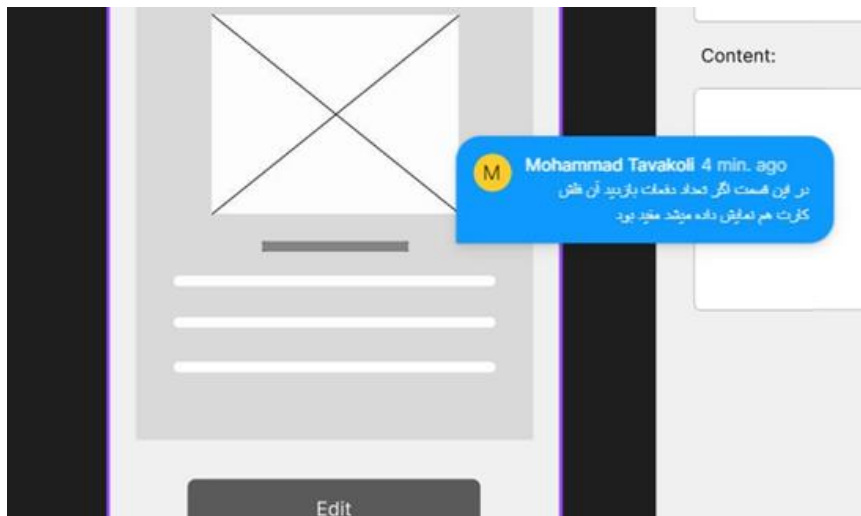 Content:
M
Mohammad Tavakoli 4 min. ago
در این قسمت اگر تعداد دفعات بازدید آن فلش
کارت هم نمایش داده میشد مفید بود
Edit